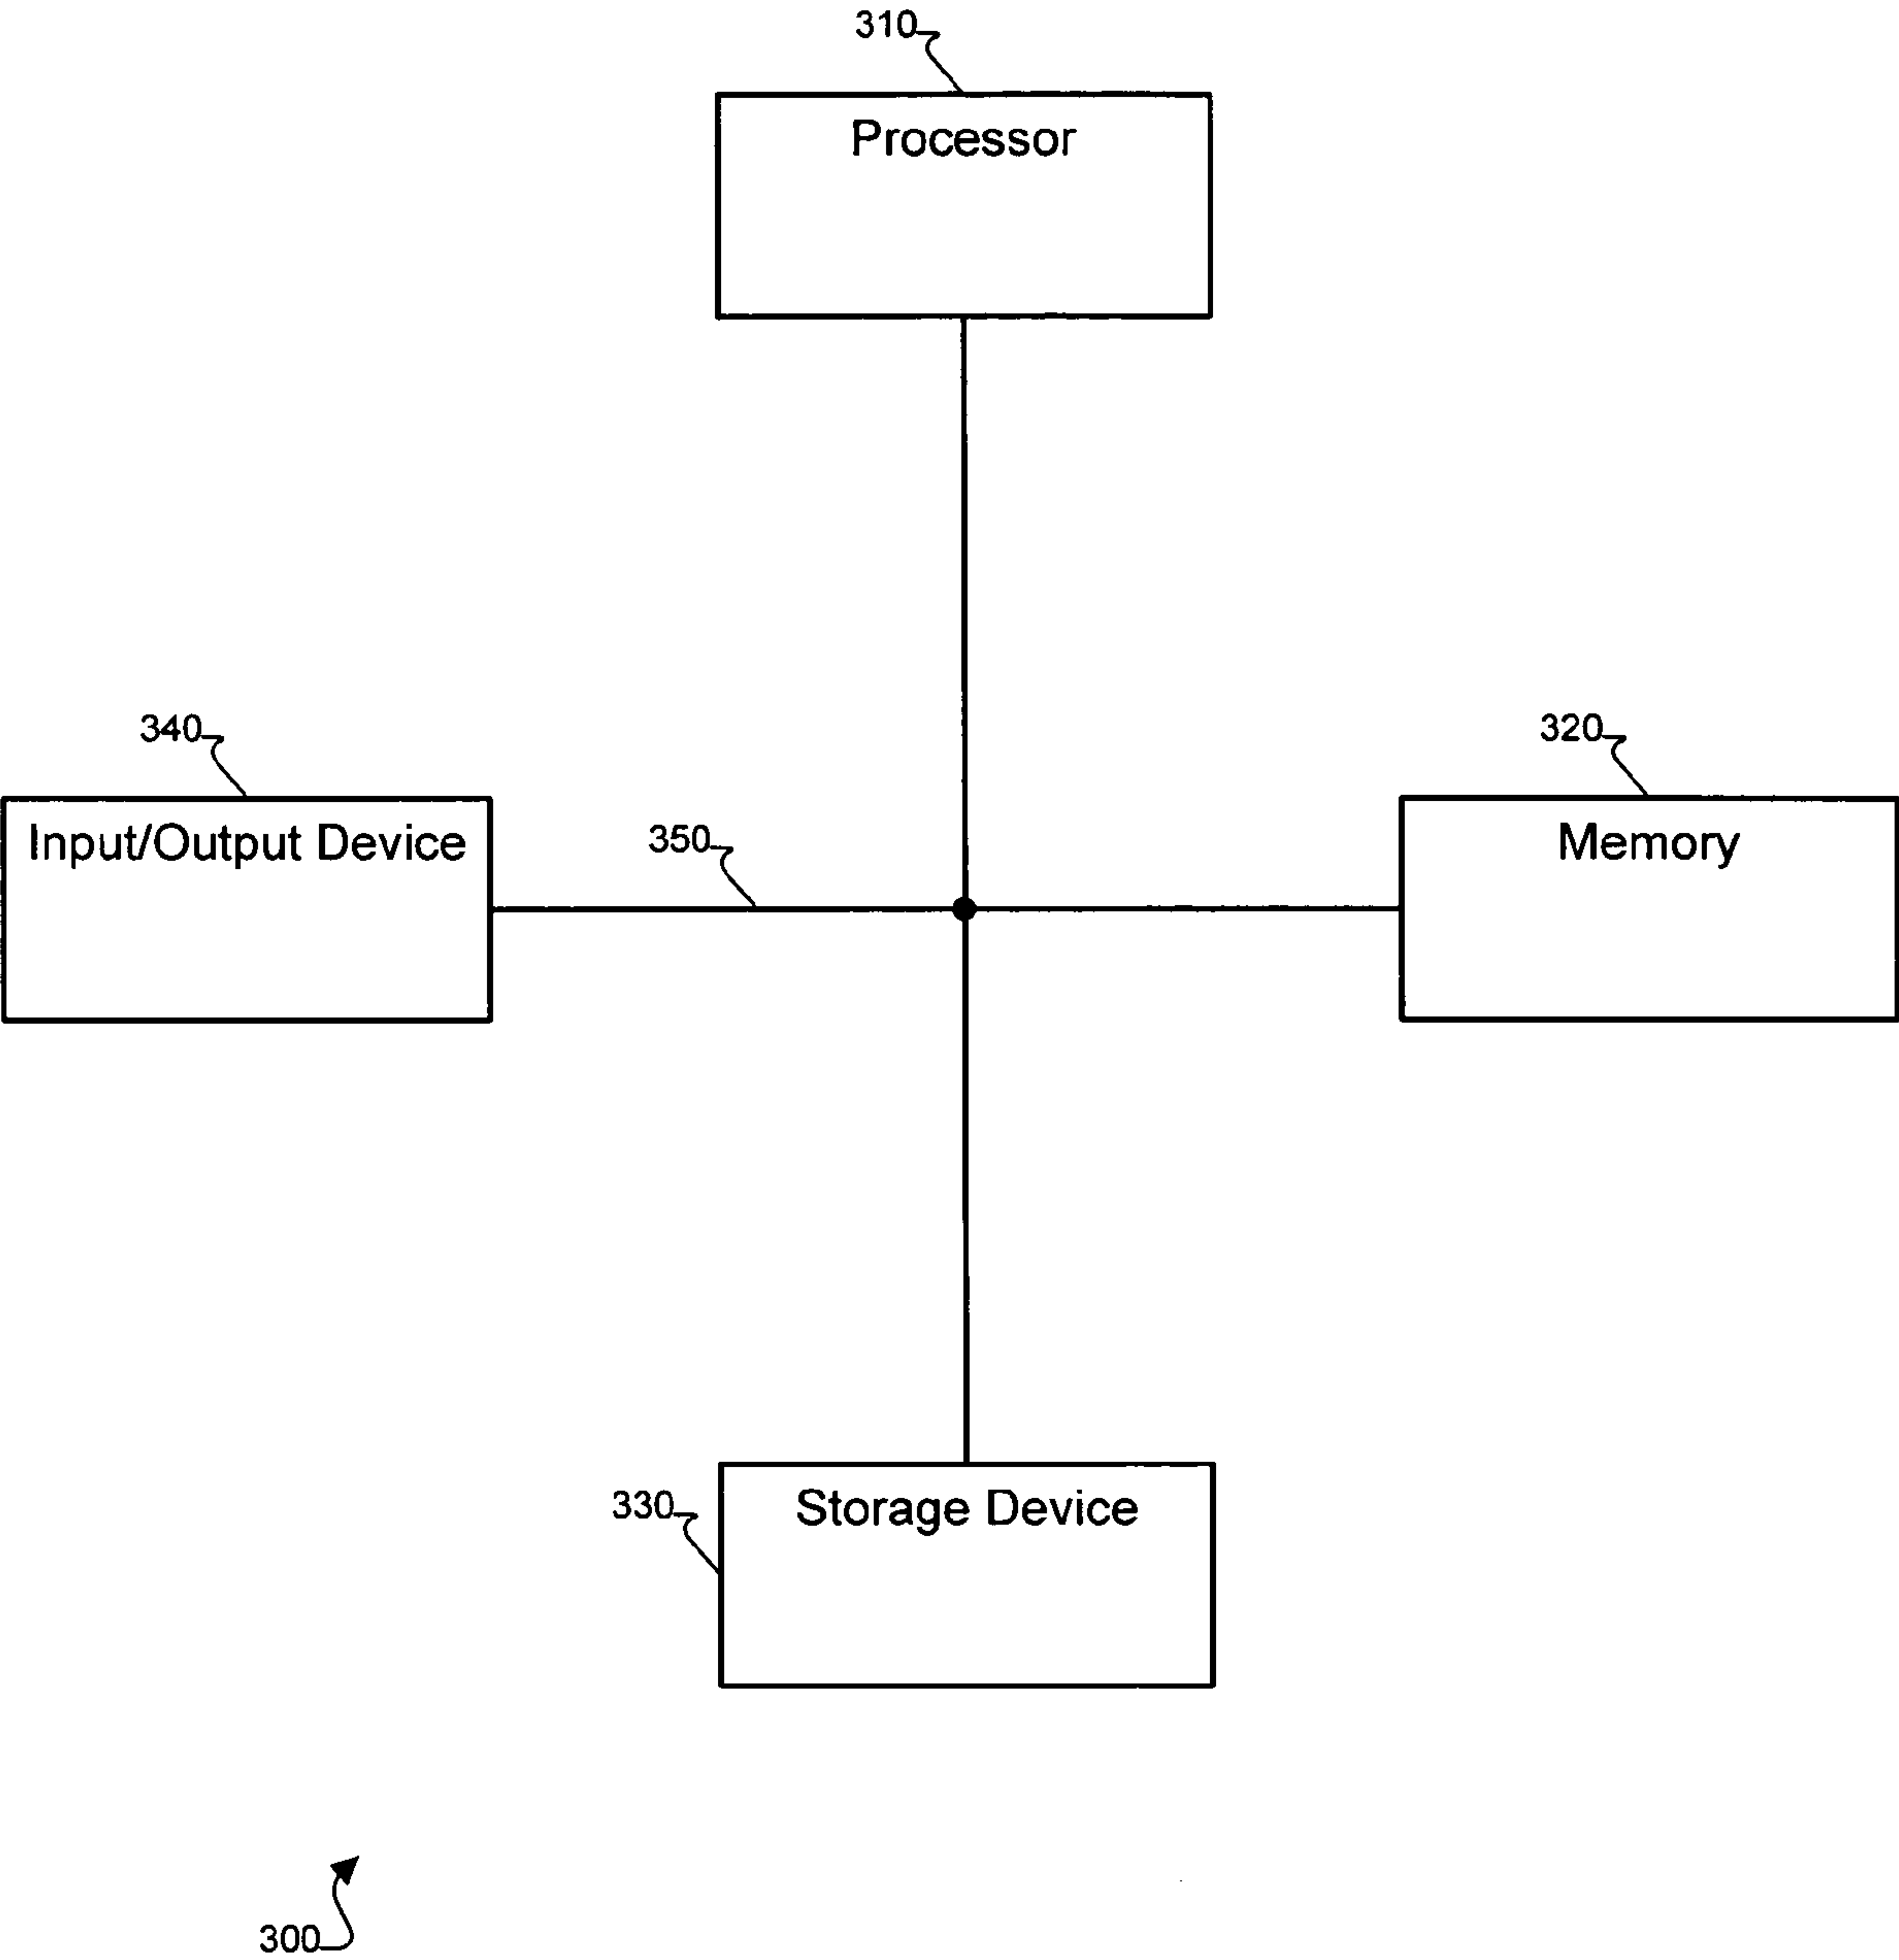 310
Processor
340
320
Input/Output Device
350
Memory
330
Storage Device
300